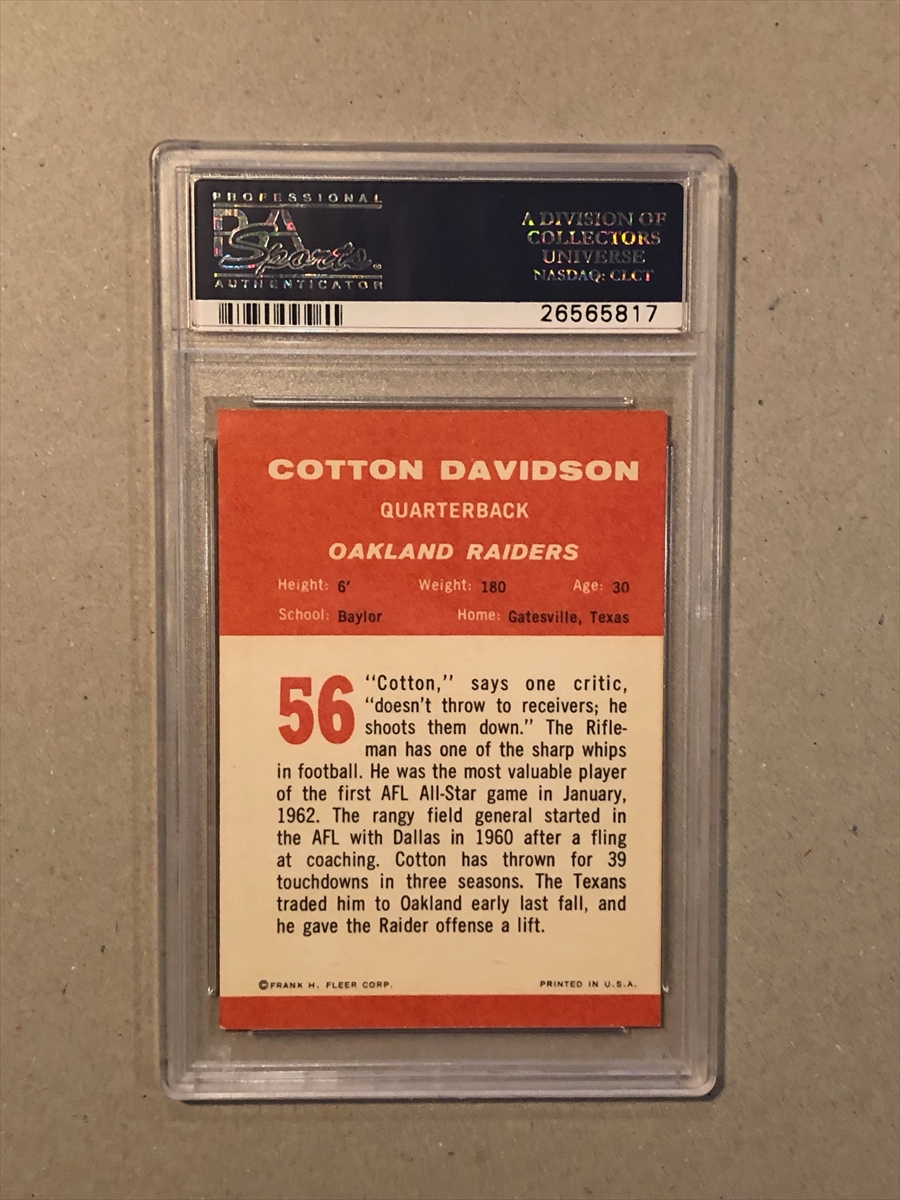 PROFESSIONAL
PSA
Sports
AUTHENTICATOR
A DIVISION OF
COLLECTORS
UNIVERSE
NASDAQ: CLCT
26565817
COTTON DAVIDSON
QUARTERBACK
OAKLAND RAIDERS
Height: 6' Weight: 180 Age: 30
School: Baylor Home: Gatesville, Texas
56
"Cotton," says one critic,
"doesn't throw to receivers; he
shoots them down." The Rifle-
man has one of the sharp whips
in football. He was the most valuable player
of the first AFL All-Star game in January,
1962. The rangy field general started in
the AFL with Dallas in 1960 after a fling
at coaching. Cotton has thrown for 39
touchdowns in three seasons. The Texans
traded him to Oakland early last fall, and
he gave the Raider offense a lift.
©FRANK H. FLEER CORP. PRINTED IN U.S.A.